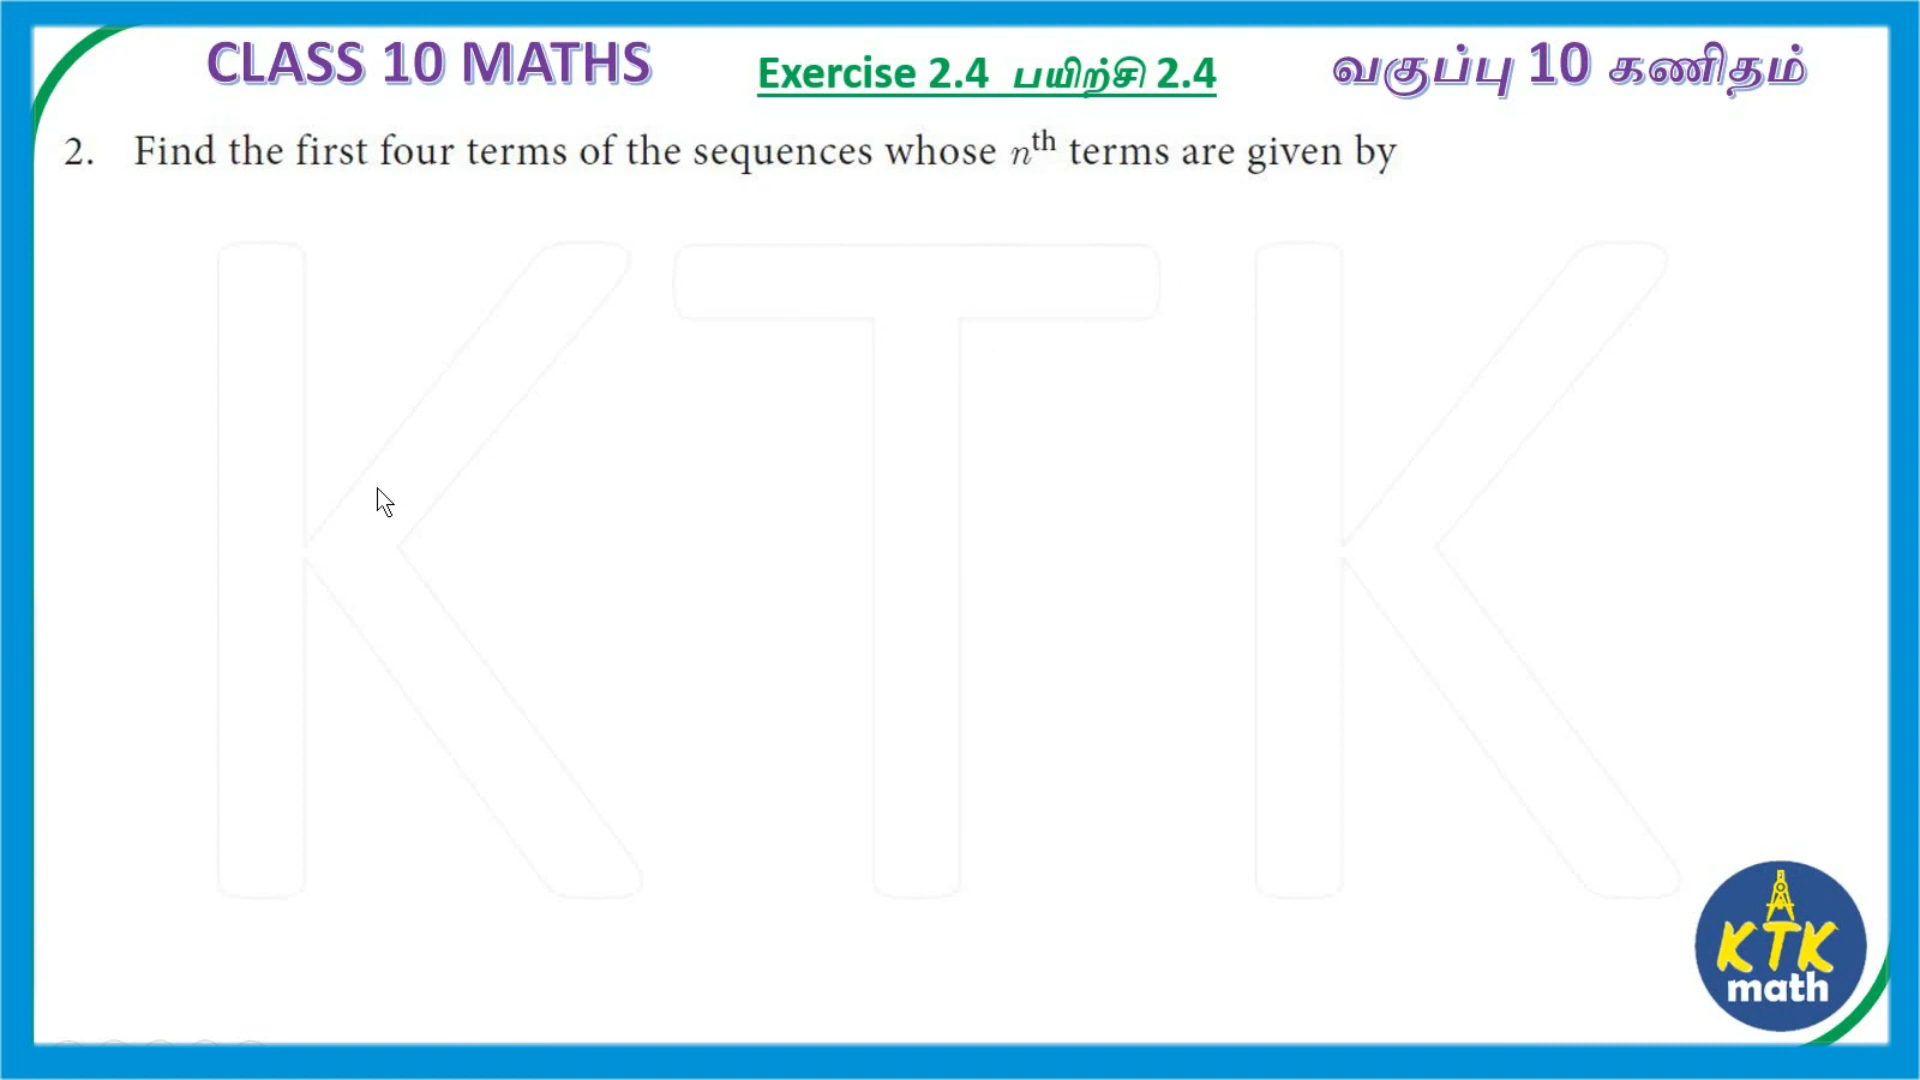 CLASS 10 MATHS
Exercise 2.4 பயிற்சி 2.4
வகுப்பு 10 கணிதம்
2. Find the first four terms of the sequences whose nth terms are given by
KTK
KTK
math